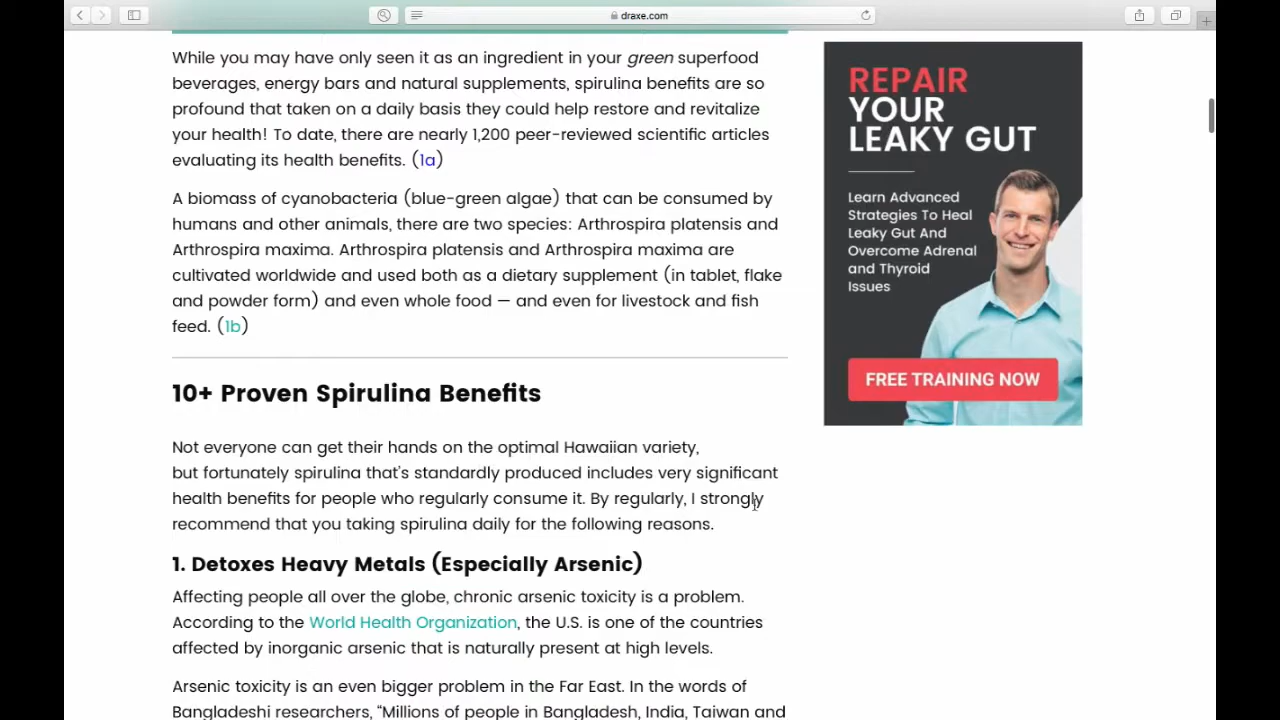 draxe.com
While you may have only seen it as an ingredient in your green superfood
beverages, energy bars and natural supplements, spirulina benefits are so
profound that taken on a daily basis they could help restore and revitalize
your health! To date, there are nearly 1,200 peer-reviewed scientific articles
evaluating its health benefits. (1a)
A biomass of cyanobacteria (blue-green algae) that can be consumed by
humans and other animals, there are two species: Arthrospira platensis and
Arthrospira maxima. Arthrospira platensis and Arthrospira maxima are
cultivated worldwide and used both as a dietary supplement (in tablet, flake
and powder form) and even whole food — and even for livestock and fish
feed. (1b)
10+ Proven Spirulina Benefits
Not everyone can get their hands on the optimal Hawaiian variety,
but fortunately spirulina that's standardly produced includes very significant
health benefits for people who regularly consume it. By regularly, I strongly
recommend that you taking spirulina daily for the following reasons.
1. Detoxes Heavy Metals (Especially Arsenic)
Affecting people all over the globe, chronic arsenic toxicity is a problem.
According to the World Health Organization, the U.S. is one of the countries
affected by inorganic arsenic that is naturally present at high levels.
Arsenic toxicity is an even bigger problem in the Far East. In the words of
Bangladeshi researchers, “Millions of people in Bangladesh, India, Taiwan and
REPAIR
YOUR
LEAKY GUT
Learn Advanced
Strategies To Heal
Leaky Gut And
Overcome Adrenal
and Thyroid
Issues
FREE TRAINING NOW